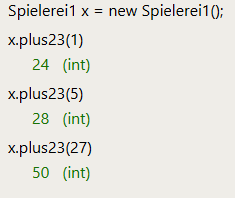 Spielerei1 x = new Spielerei1();
x.plus23(1)
24 (int)
x.plus23(5)
28 (int)
x.plus23(27)
50 (int)